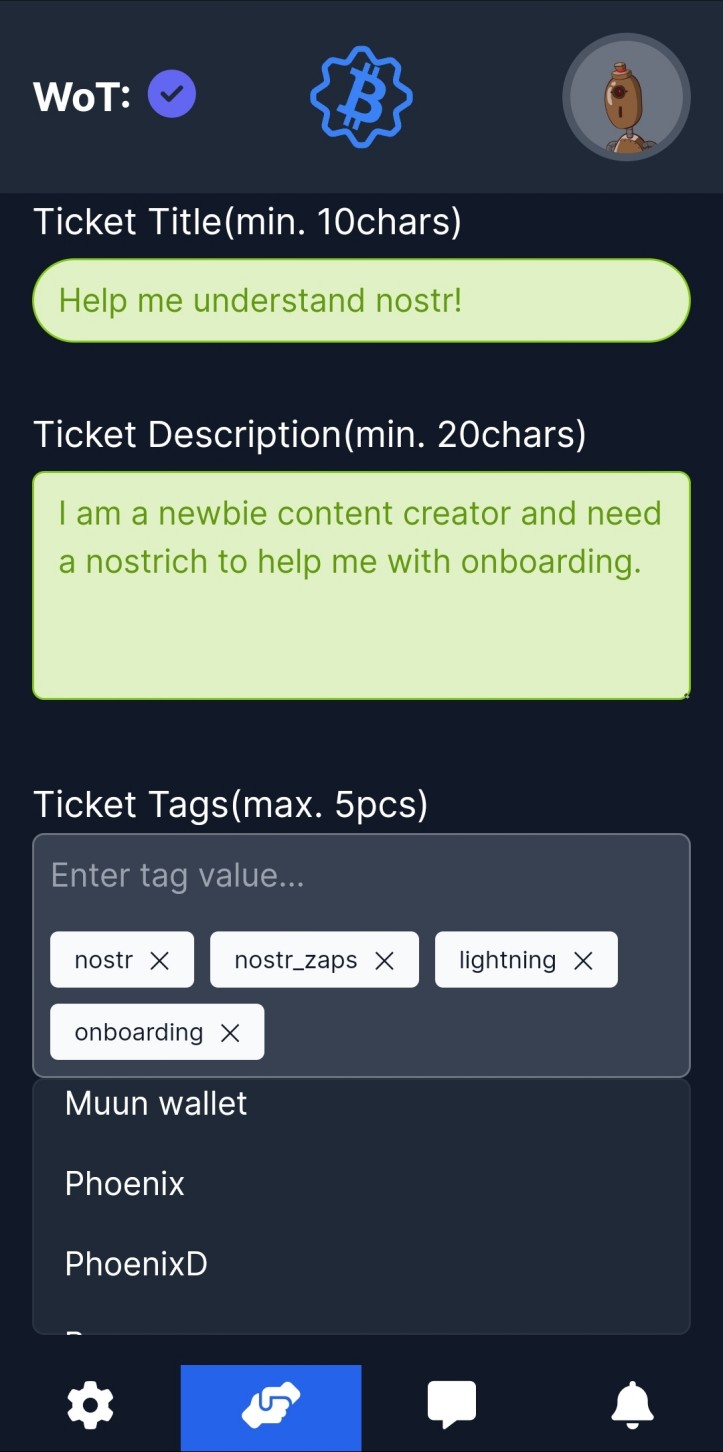 WoT:
Ticket Title(min. 10chars)
Help me understand nostr!
Ticket Description(min. 20chars)
I am a newbie content creator and need
a nostrich to help me with onboarding.
Ticket Tags(max. 5pcs)
Enter tag value...
nostr nostr_zaps lightning
onboarding
Muun wallet
Phoenix
PhoenixD